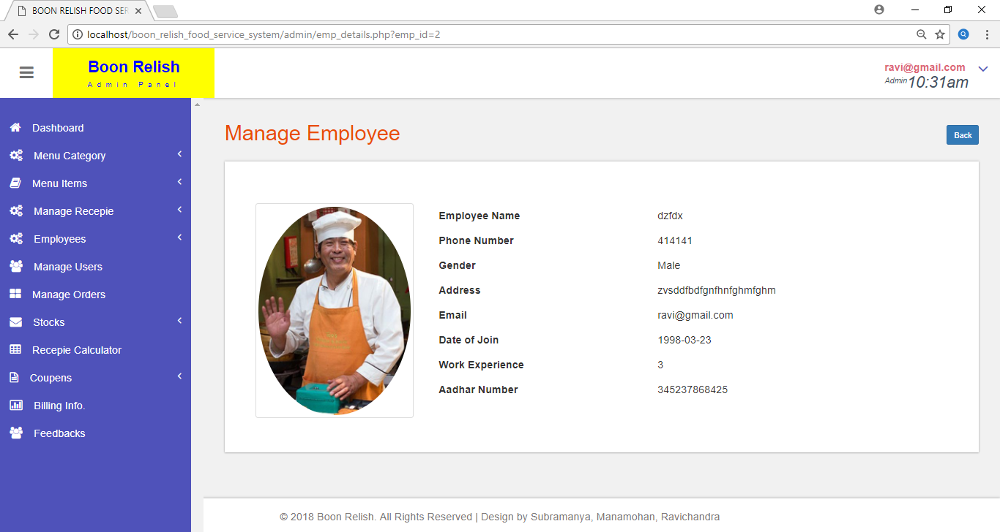 BOON RELISH FOOD SER
localhost/boon_relish_food_service_system/admin/emp_details.php?emp_id=2
Boon Relish
Admin Panel
ravi@gmail.com
Admin 10:31am
Dashboard
Menu Category
Menu Items
Manage Recepie
Employees
Manage Users
Manage Orders
Stocks
Recepie Calculator
Coupens
Billing Info.
Feedbacks
Manage Employee
Back
Employee Name dzfdx
Phone Number 414141
Gender Male
Address zvsddfbdfgnfhnfghmfghm
Email ravi@gmail.com
Date of Join 1998-03-23
Work Experience 3
Aadhar Number 345237868425
© 2018 Boon Relish. All Rights Reserved | Design by Subramanya, Manamohan, Ravichandra